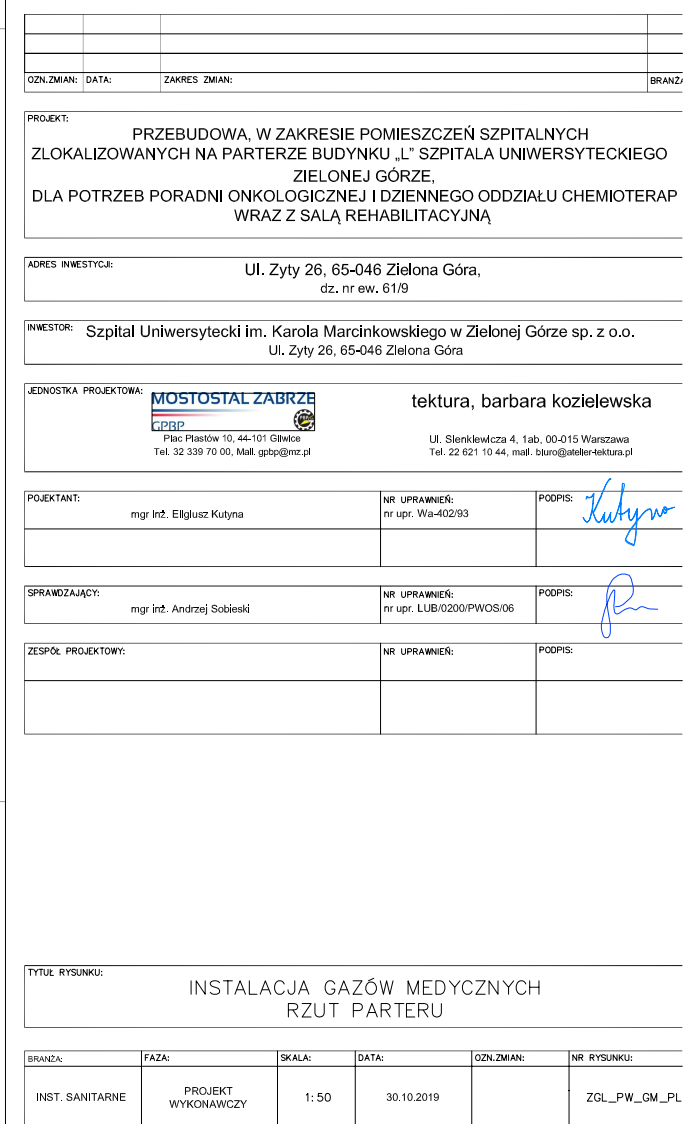 OZN.ZMIAN: DATA: ZAKRES ZMIAN: BRANŻA
PROJEKT:
PRZEBUDOWA, W ZAKRESIE POMIESZCZEŃ SZPITALNYCH
ZLOKALIZOWANYCH NA PARTERZE BUDYNKU „L” SZPITALA UNIWERSYTECKIEGO
ZIELONEJ GÓRZE,
DLA POTRZEB PORADNI ONKOLOGICZNEJ I DZIENNEGO ODDZIAŁU CHEMIOTERAP
WRAZ Z SALĄ REHABILITACYJNĄ
ADRES INWESTYCJI:
Ul. Zyty 26, 65-046 Zielona Góra,
dz. nr ew. 61/9
INWESTOR: Szpital Uniwersytecki im. Karola Marcinkowskiego w Zielonej Górze sp. z o.o.
Ul. Zyty 26, 65-046 Zielona Góra
JEDNOSTKA PROJEKTOWA:
MOSTOSTAL ZABRZE
GPBP
Plac Piastów 10, 44-101 Gliwice
Tel. 32 339 70 00, Mail. gpbp@mz.pl
tektura, barbara kozielewska
Ul. Sienkiewicza 4, 1ab, 00-015 Warszawa
Tel. 22 621 10 44, mail. biuro@atelier-tektura.pl
POJEKTANT: NR UPRAWNIEŃ: PODPIS:
mgr inż. Eligiusz Kutyna nr upr. Wa-402/93 Kutyna
SPRAWDZAJĄCY: NR UPRAWNIEŃ: PODPIS:
mgr inż. Andrzej Sobieski nr upr. LUB/0200/PWOS/06
ZESPÓŁ PROJEKTOWY: NR UPRAWNIEŃ: PODPIS:
TYTUŁ RYSUNKU:
INSTALACJA GAZÓW MEDYCZNYCH
RZUT PARTERU
BRANŻA: FAZA: SKALA: DATA: OZN.ZMIAN: NR RYSUNKU:
INST. SANITARNE PROJEKT WYKONAWCZY 1:50 30.10.2019 ZGL_PW_GM_PL